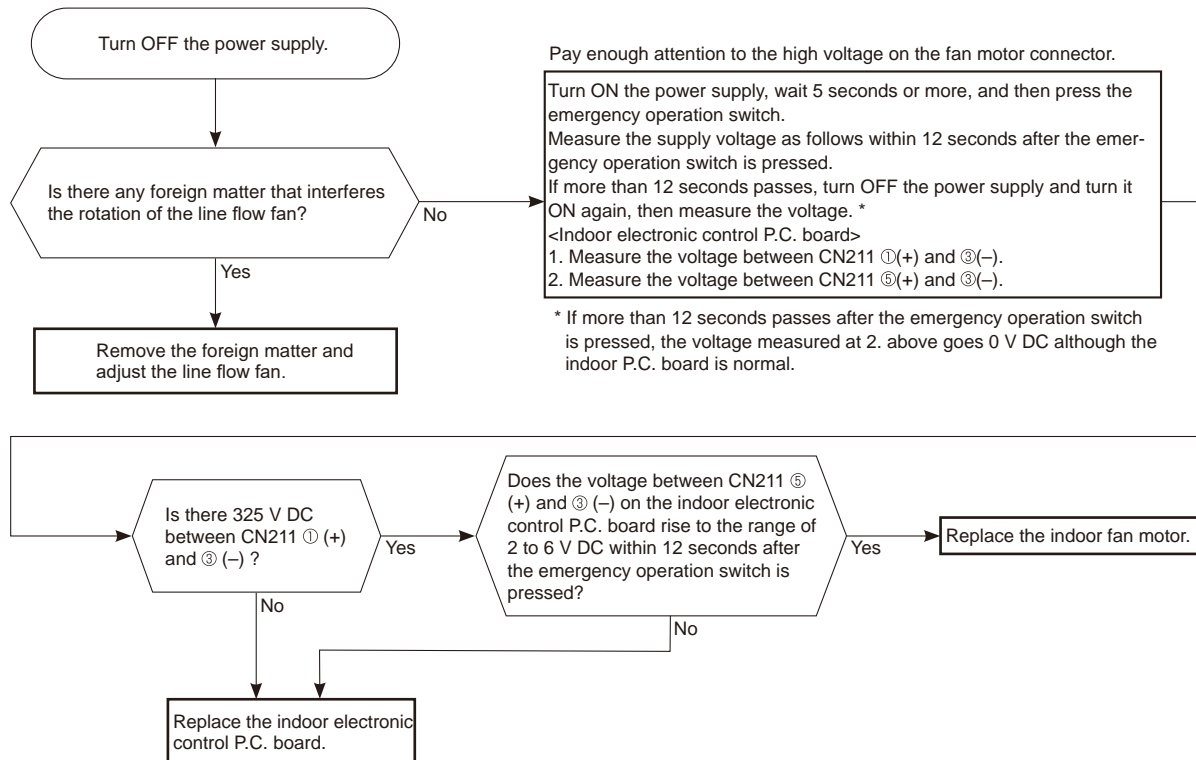 Turn OFF the power supply.
Is there any foreign matter that interferes
the rotation of the line flow fan?
No
Yes
Remove the foreign matter and
adjust the line flow fan.
Pay enough attention to the high voltage on the fan motor connector.
Turn ON the power supply, wait 5 seconds or more, and then press the
emergency operation switch.
Measure the supply voltage as follows within 12 seconds after the emer-
gency operation switch is pressed.
If more than 12 seconds passes, turn OFF the power supply and turn it
ON again, then measure the voltage. *
<Indoor electronic control P.C. board>
1. Measure the voltage between CN211 ①(+) and ③(–).
2. Measure the voltage between CN211 ⑤(+) and ③(–).
* If more than 12 seconds passes after the emergency operation switch
is pressed, the voltage measured at 2. above goes 0 V DC although the
indoor P.C. board is normal.
Is there 325 V DC
between CN211 ① (+)
and ③ (–) ?
Yes
No
Does the voltage between CN211 ⑤
(+) and ③ (–) on the indoor electronic
control P.C. board rise to the range of
2 to 6 V DC within 12 seconds after
the emergency operation switch is
pressed?
Yes
No
Replace the indoor fan motor.
Replace the indoor electronic
control P.C. board.